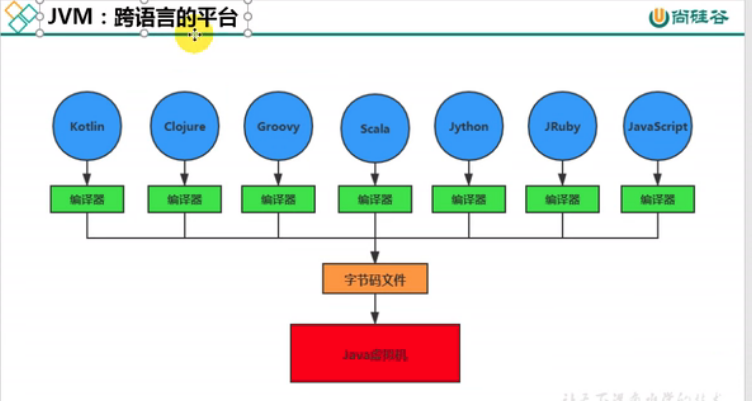 JVM：跨语言的平台
尚硅谷
Kotlin
Clojure
Groovy
Scala
Jython
JRuby
JavaScript
编译器
编译器
编译器
编译器
编译器
编译器
编译器
字节码文件
Java虚拟机